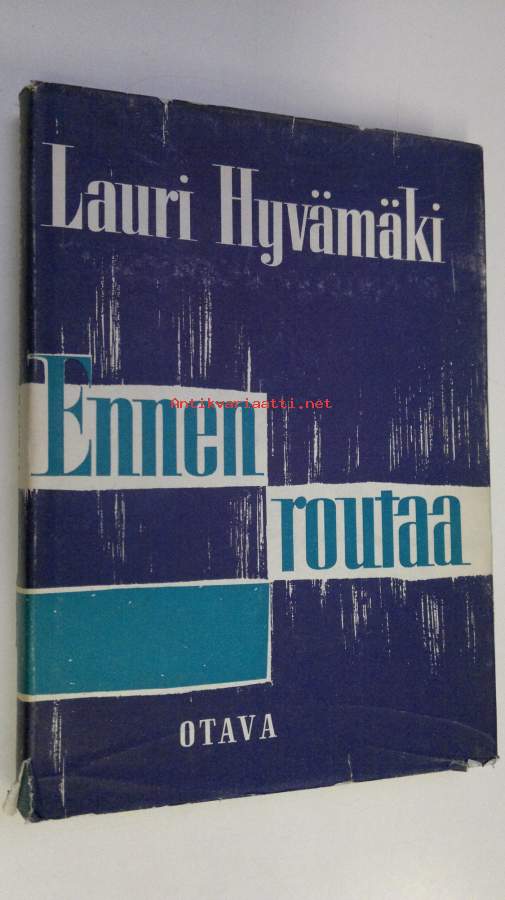 Lauri Hyvämäki
Ennen
Antikvariaatti.net
routaa
OTAVA